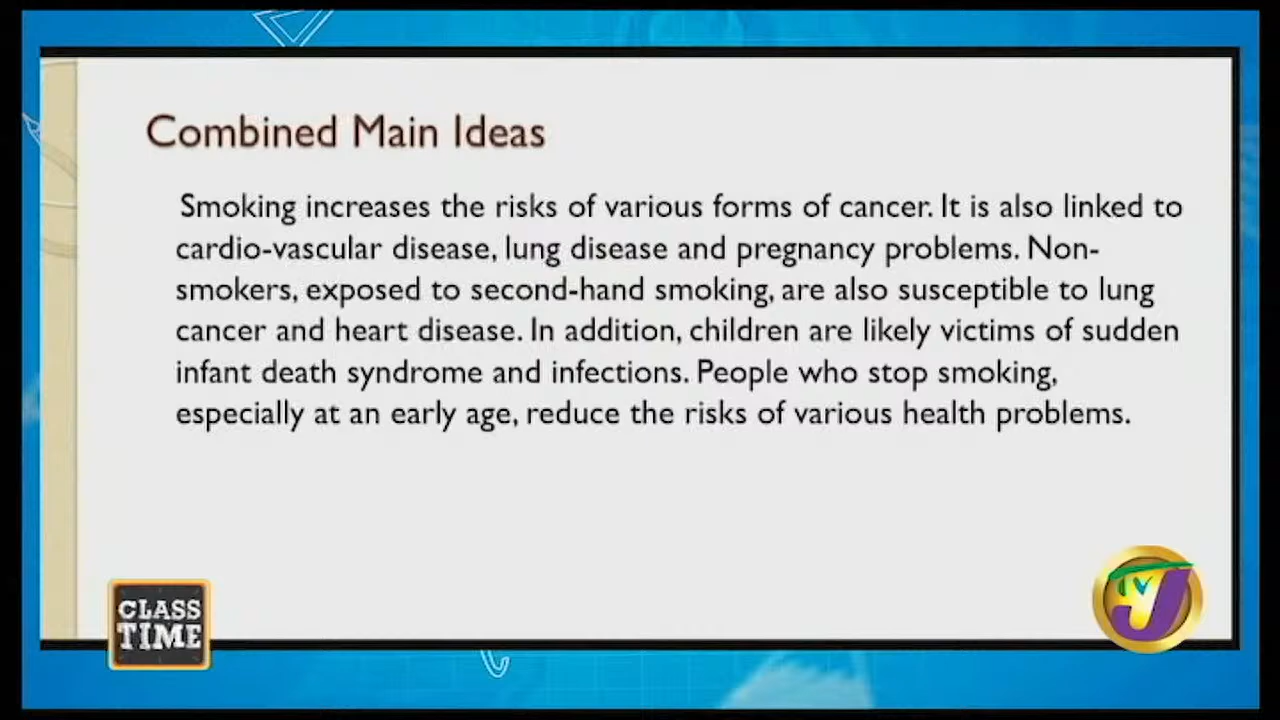 Combined Main Ideas
Smoking increases the risks of various forms of cancer. It is also linked to
cardio-vascular disease, lung disease and pregnancy problems. Non-
smokers, exposed to second-hand smoking, are also susceptible to lung
cancer and heart disease. In addition, children are likely victims of sudden
infant death syndrome and infections. People who stop smoking,
especially at an early age, reduce the risks of various health problems.
CLASS
TIME
TVJ